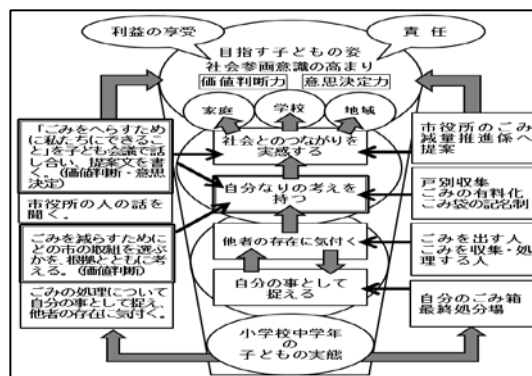 利益の享受
責任
目指す子どもの姿
社会参画意識の高まり
価値判断力
意思決定力
家庭
学校
地域
「ごみをへらすため
に私たちにできるこ
と」を子ども会議で話
し合い、提案文を書
く。(価値判断・意思
決定)
市役所の人の話を
聞く。
ごみを減らすために
どの市の取組を選ぶ
かを、根拠とともに考
える。(価値判断)
ごみの処理について
自分の事として捉え、
他者の存在に気付く。
社会とのつながりを
実感する
自分なりの考えを
持つ
他者の存在に気付く
自分の事として
捉える
市役所のごみ
減量推進係へ
提案
戸別収集
ごみの有料化
ごみ袋の記名制
ごみを出す人
ごみを収集・処
理する人
自分のごみ箱
最終処分場
小学校中学年
の
子どもの実態